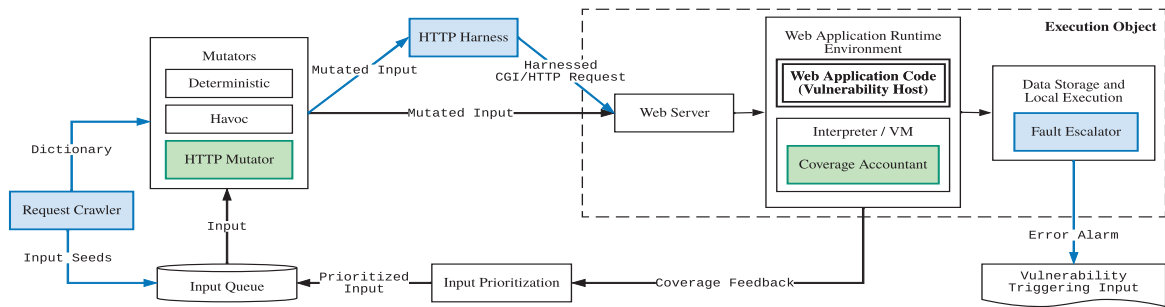 Mutators
Deterministic
Havoc
HTTP Mutator
Dictionary
Request Crawler
Input Seeds
Input
Input Queue
Mutated Input
HTTP Harness
Harnessed
CGI/HTTP Request
Mutated Input
Web Server
Execution Object
Web Application Runtime
Environment
Web Application Code
(Vulnerability Host)
Interpreter / VM
Coverage Accountant
Data Storage and
Local Execution
Fault Escalator
Error Alarm
Vulnerability
Triggering Input
Coverage Feedback
Input Prioritization
Prioritized
Input